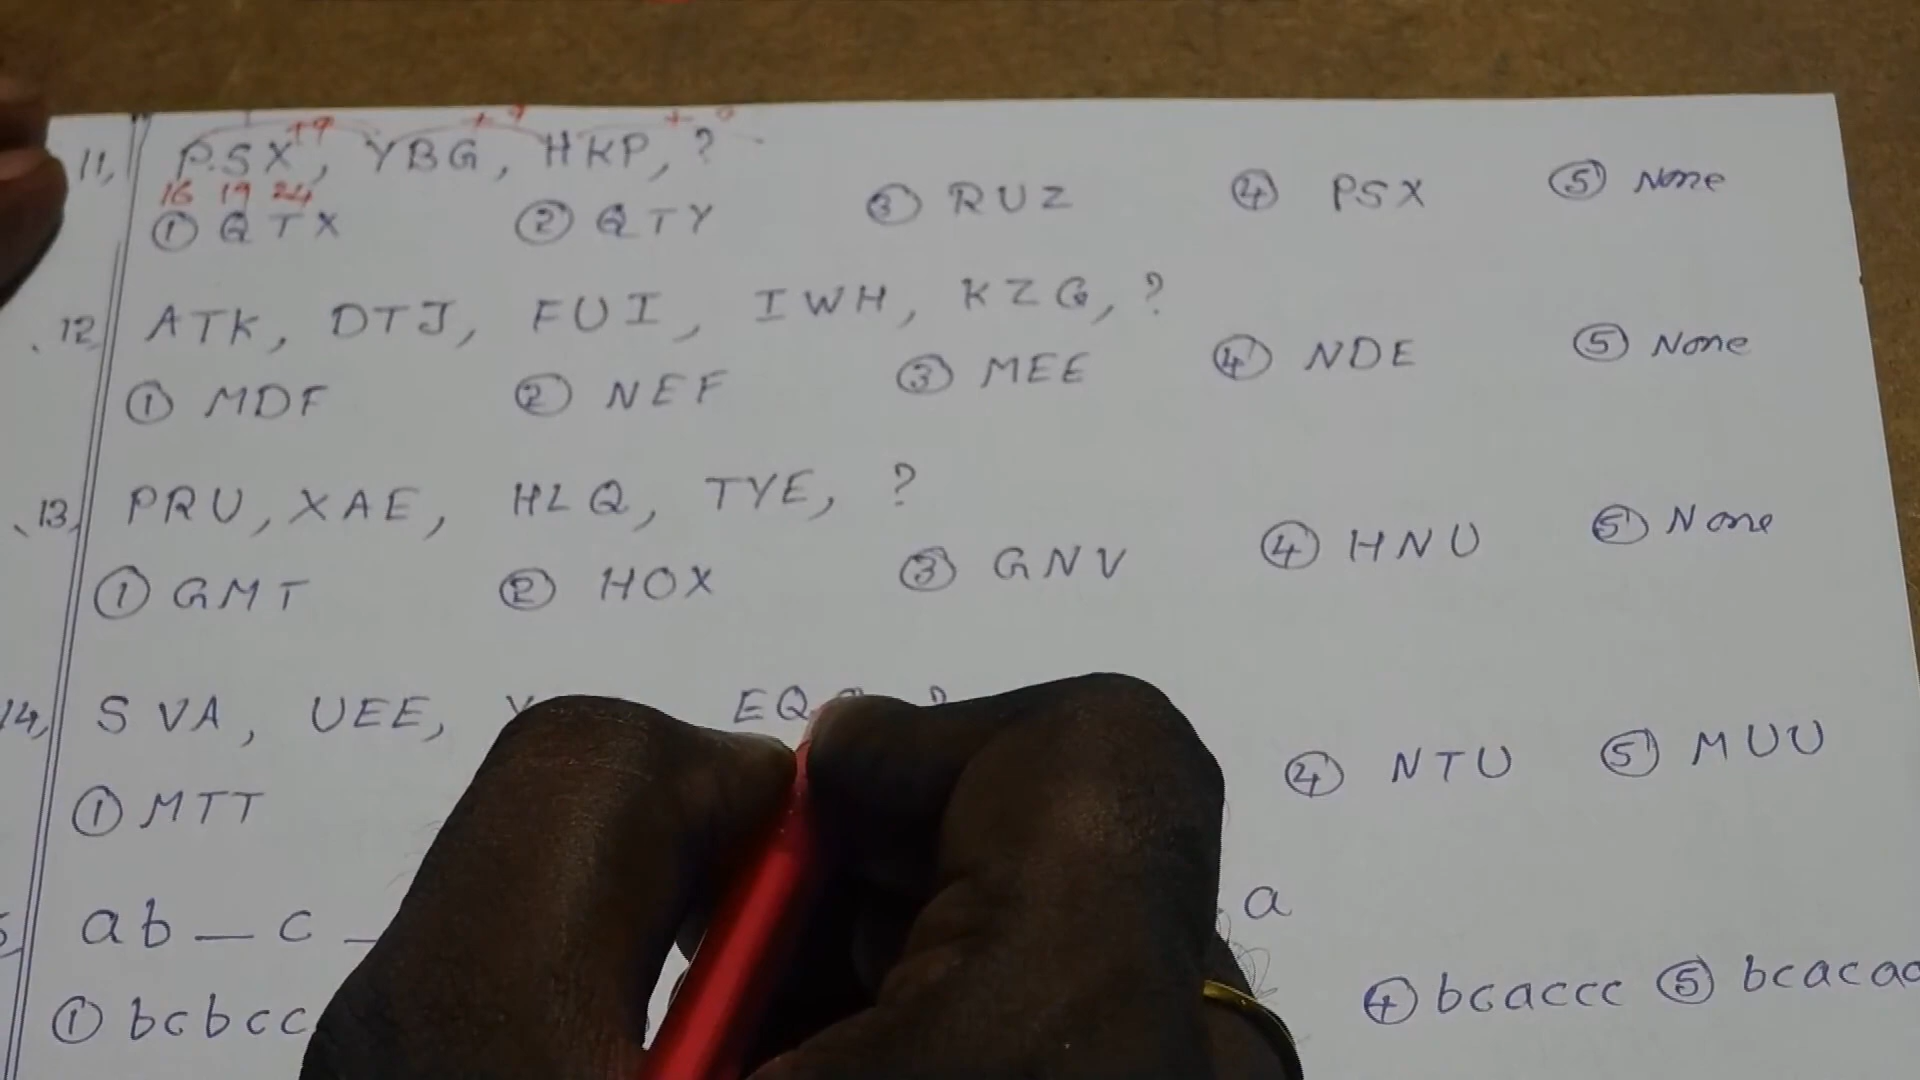 +9 +9 +9
11, PSX, YBG, HKP, ?
16 19 24
① QTX ② QTY ③ RUZ ④ PSX ⑤ None
12, ATK, DTJ, FUI, IWH, KZG, ?
① MDF ② NEF ③ MEE ④ NDE ⑤ None
13, PRU, XAE, HLQ, TYE, ?
① GMT ② HOX ③ GNV ④ HNU ⑤ None
14, SVA, UEE, ?
① MTT ④ NTU ⑤ MUU
ab _ c _ a
① bcbcc ④ bcaccc ⑤